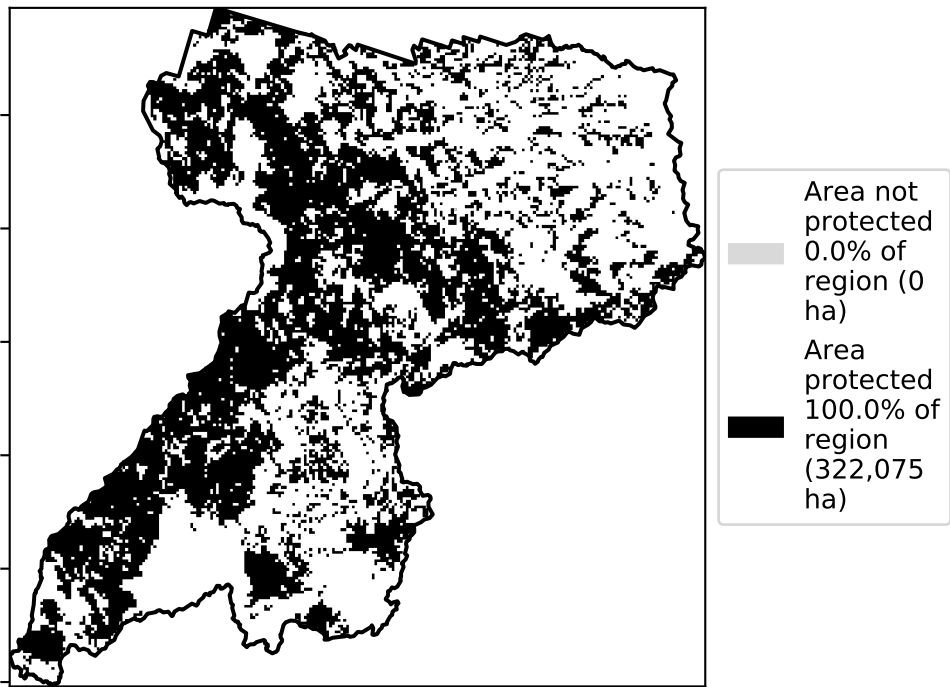 Area not
protected
0.0% of
region (0
ha)
Area
protected
100.0% of
region
(322,075
ha)